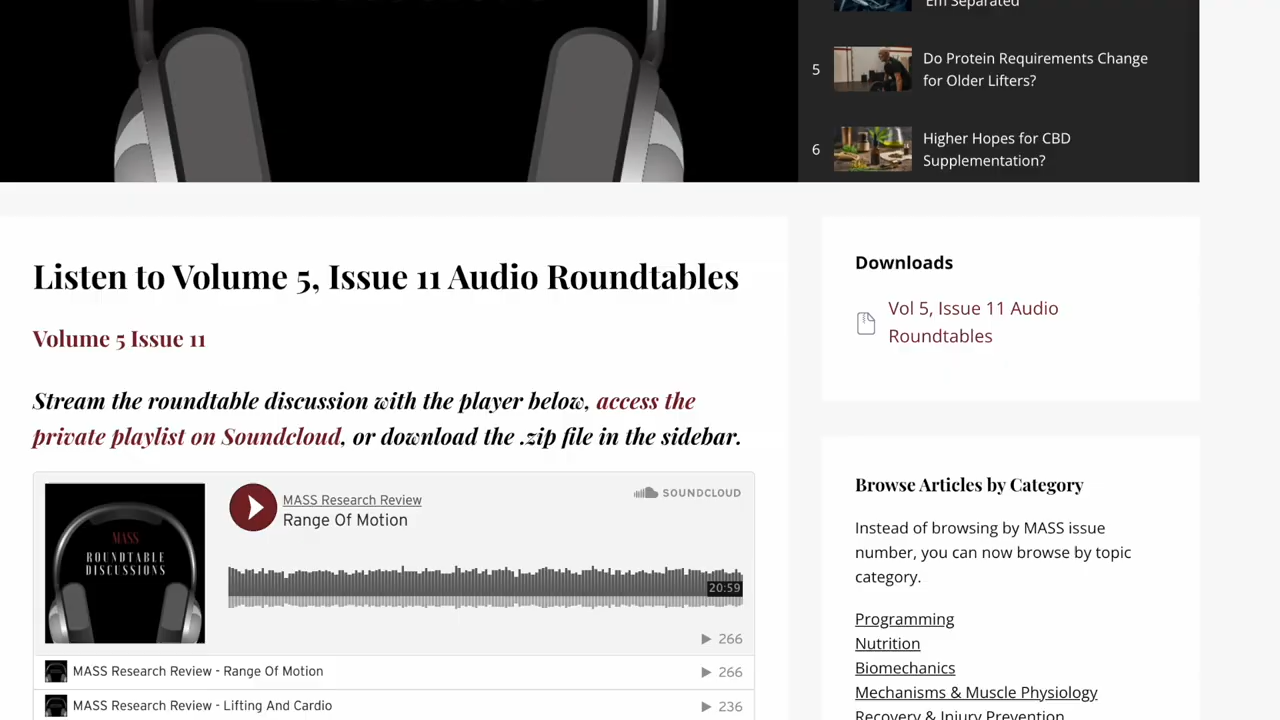 Em Separated
5
Do Protein Requirements Change
for Older Lifters?
6
Higher Hopes for CBD
Supplementation?
Listen to Volume 5, Issue 11 Audio Roundtables
Volume 5 Issue 11
Stream the roundtable discussion with the player below, access the
private playlist on Soundcloud, or download the .zip file in the sidebar.
MASS
ROUNDTABLE
DISCUSSIONS
MASS Research Review
Range Of Motion
SOUNDCLOUD
20:59
266
MASS Research Review - Range Of Motion
266
MASS Research Review - Lifting And Cardio
236
Downloads
Vol 5, Issue 11 Audio
Roundtables
Browse Articles by Category
Instead of browsing by MASS issue
number, you can now browse by topic
category.
Programming
Nutrition
Biomechanics
Mechanisms & Muscle Physiology
Recovery & Injury Prevention